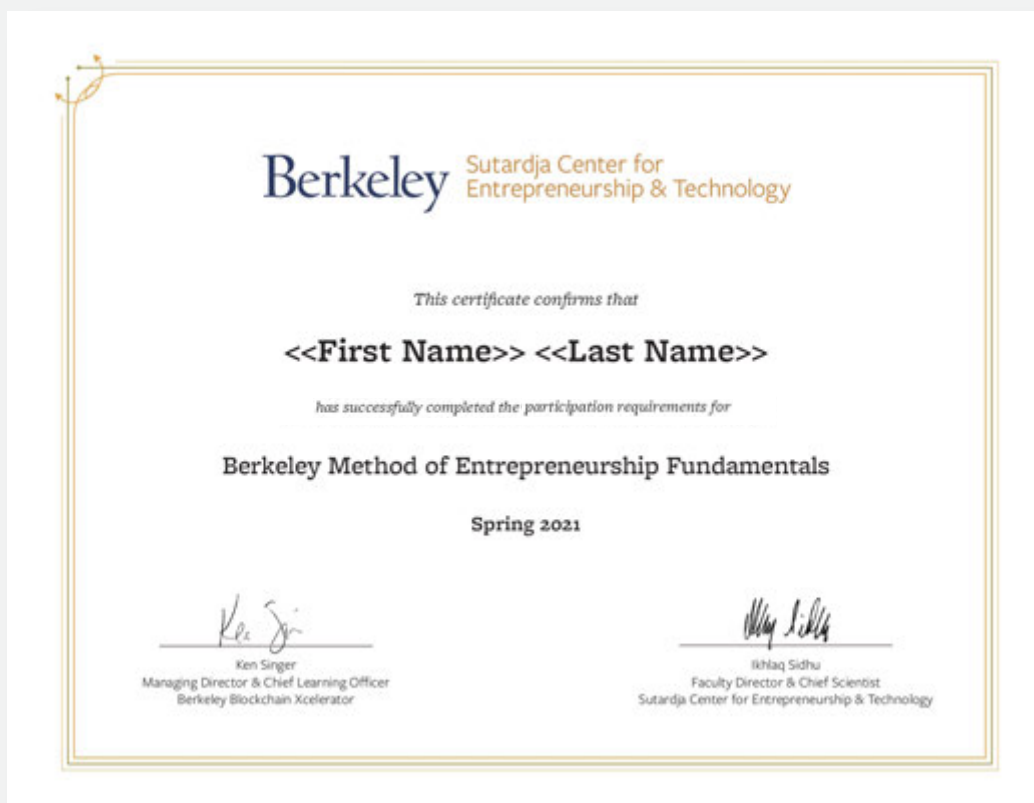 Berkeley
Sutardja Center for
Entrepreneurship & Technology
This certificate confirms that
<<First Name>> <<Last Name>>
has successfully completed the participation requirements for
Berkeley Method of Entrepreneurship Fundamentals
Spring 2021
Ken Singer
Managing Director & Chief Learning Officer
Berkeley Blockchain Xcelerator
Ikhlaq Sidhu
Faculty Director & Chief Scientist
Sutardja Center for Entrepreneurship & Technology